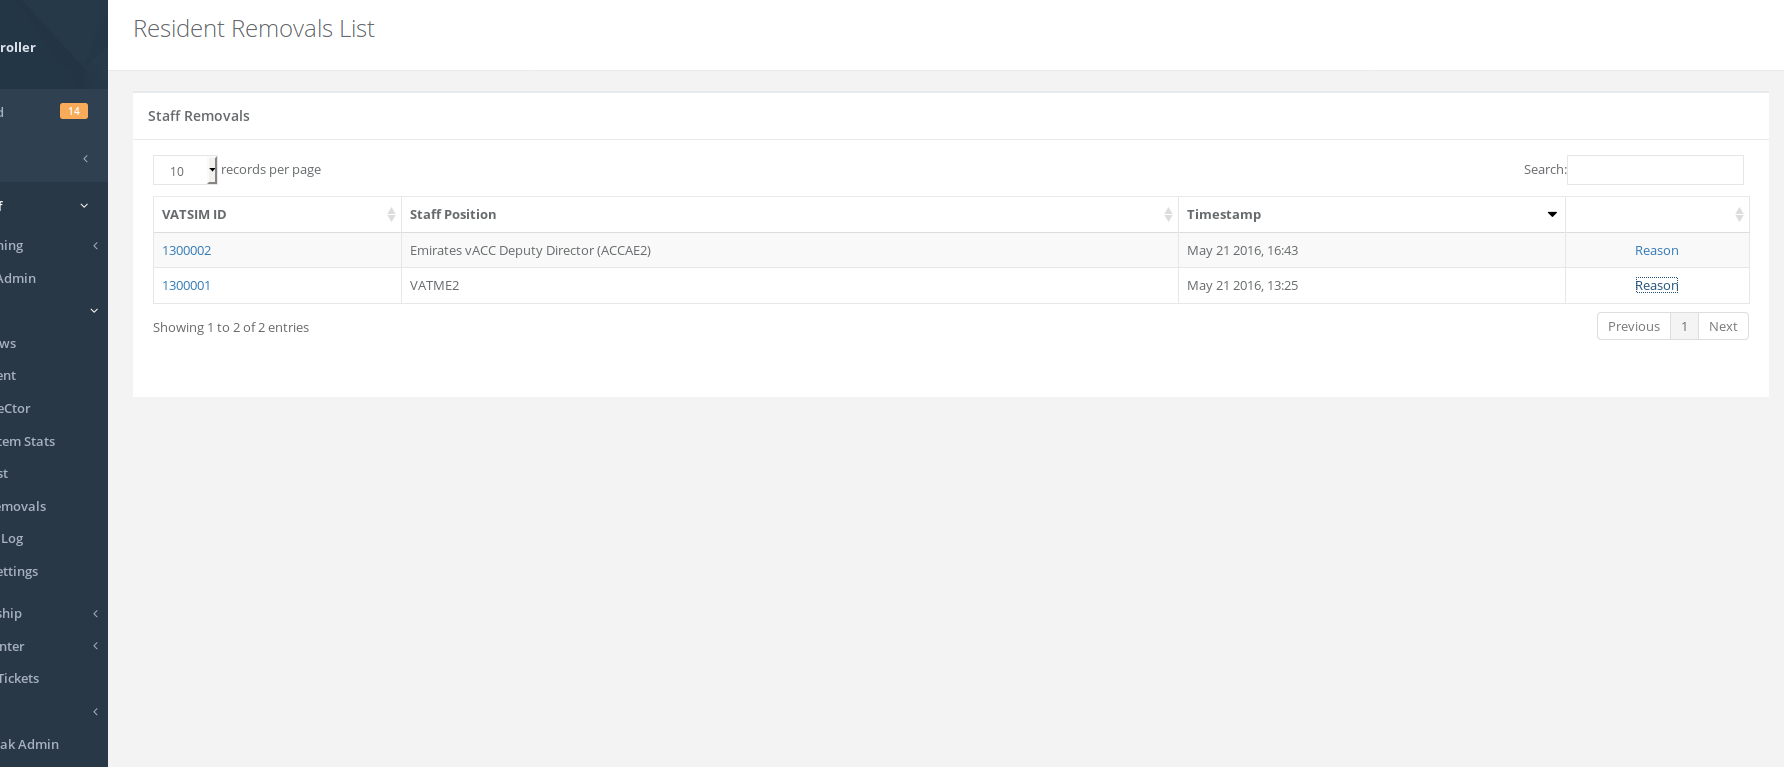 Resident Removals List
roller
14
Staff Removals
10 records per page Search:
VATSIM ID Staff Position Timestamp
1300002 Emirates vACC Deputy Director (ACCAE2) May 21 2016, 16:43 Reason
1300001 VATME2 May 21 2016, 13:25 Reason
Showing 1 to 2 of 2 entries Previous 1 Next
d
f
ning
Admin
ws
ent
eCtor
tem Stats
st
emovals
Log
ettings
ship
nter
Tickets
ak Admin